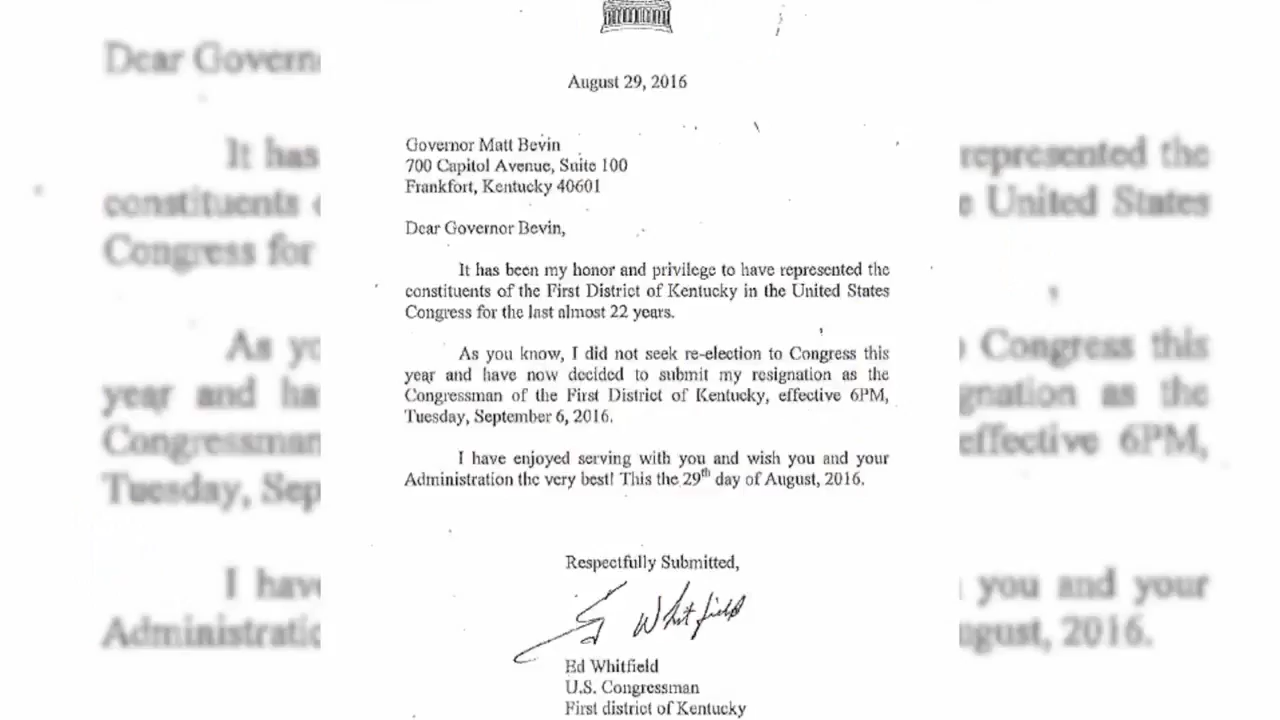 August 29, 2016
Governor Matt Bevin
700 Capitol Avenue, Suite 100
Frankfort, Kentucky 40601
Dear Governor Bevin,
It has been my honor and privilege to have represented the
constituents of the First District of Kentucky in the United States
Congress for the last almost 22 years.
As you know, I did not seek re-election to Congress this
year and have now decided to submit my resignation as the
Congressman of the First District of Kentucky, effective 6PM,
Tuesday, September 6, 2016.
I have enjoyed serving with you and wish you and your
Administration the very best! This the 29th day of August, 2016.
Respectfully Submitted,
Ed Whitfield
Ed Whitfield
U.S. Congressman
First district of Kentucky